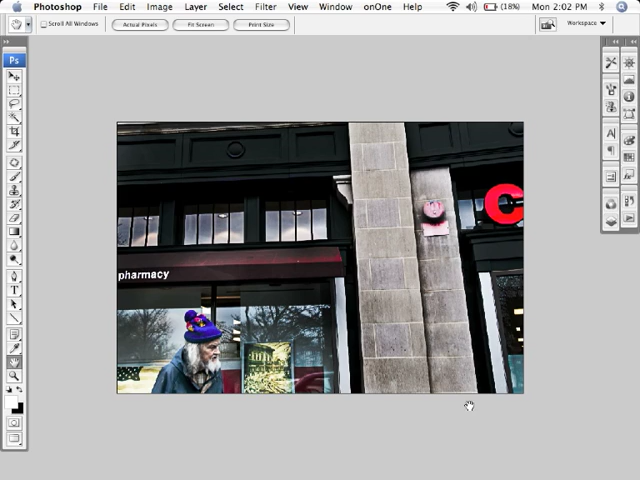 Photoshop File Edit Image Layer Select Filter View Window onOne Help (18%) Mon 2:02 PM
Scroll All Windows Actual Pixels Fit Screen Print Size Workspace
Ps
C
pharmacy
T
A